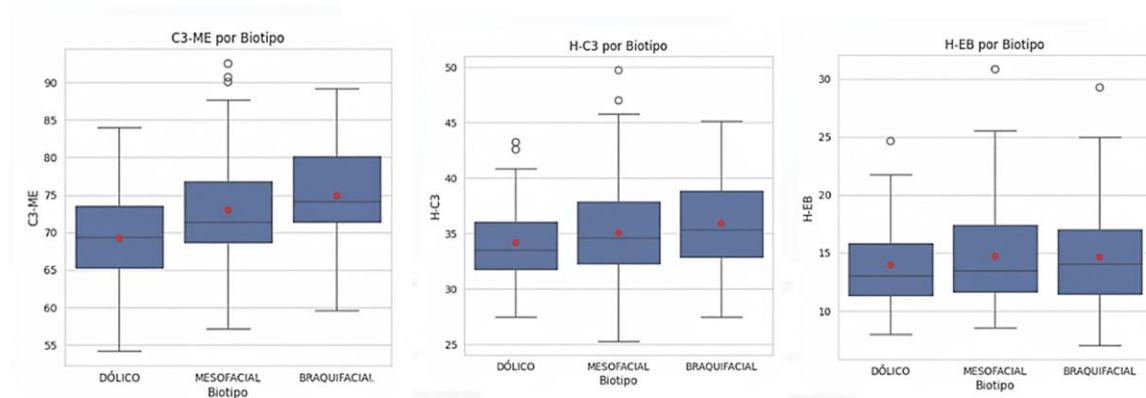 C3-ME por Biotipo
C3-ME
90
85
80
75
70
65
60
55
DÓLICO MESOFACIAL BRAQUIFACIAL
Biotipo
H-C3 por Biotipo
H-C3
50
45
40
35
30
25
DÓLICO MESOFACIAL BRAQUIFACIAL
Biotipo
H-EB por Biotipo
H-EB
30
25
20
15
10
DÓLICO MESOFACIAL BRAQUIFACIAL
Biotipo